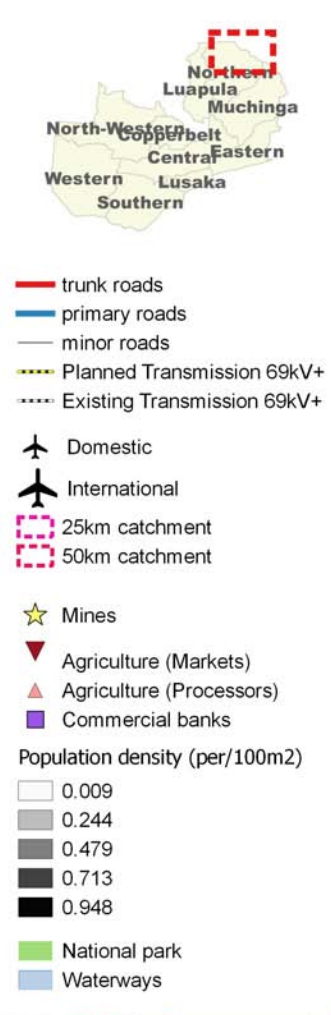 Northern
Luapula
Muchinga
North-Western
Copperbelt
Central
Eastern
Western
Lusaka
Southern
trunk roads
primary roads
minor roads
Planned Transmission 69kV+
Existing Transmission 69kV+
Domestic
International
25km catchment
50km catchment
Mines
Agriculture (Markets)
Agriculture (Processors)
Commercial banks
Population density (per/100m2)
0.009
0.244
0.479
0.713
0.948
National park
Waterways